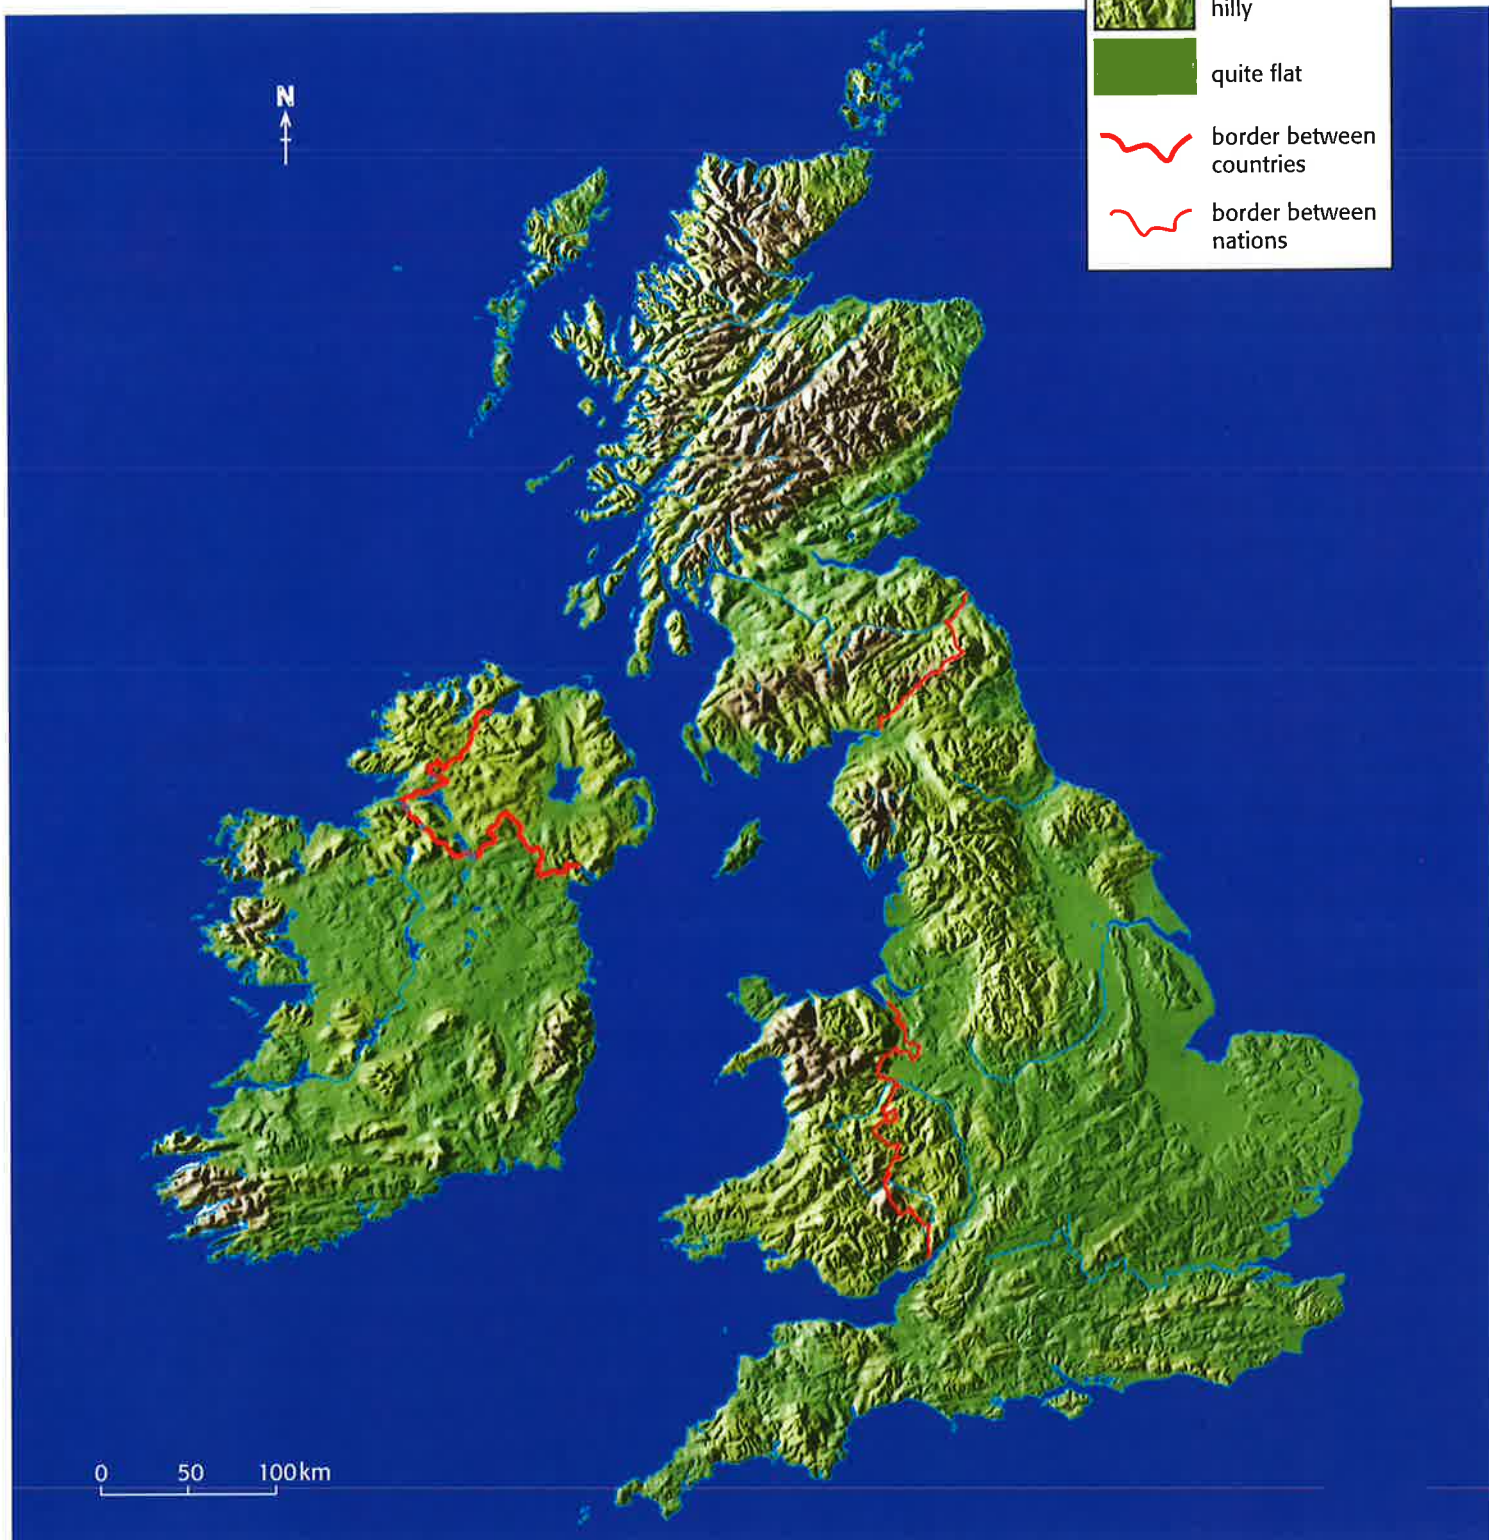 hilly
quite flat
border between
countries
border between
nations
N
0 50 100km